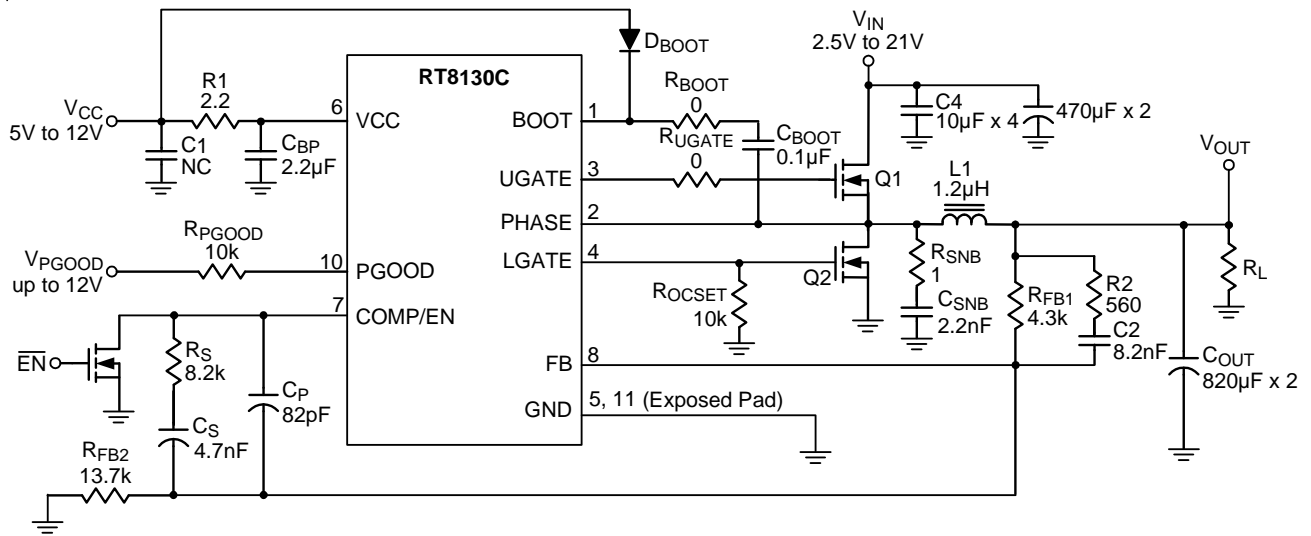 VIN
2.5V to 21V
DBOOT
RT8130C
R1
2.2
VCC
5V to 12V
6
VCC
C1
NC
CBP
2.2µF
BOOT
1
RBOOT
0
CBOOT
0.1µF
RUGATE
0
C4
10µF x 4
470µF x 2
UGATE
3
Q1
VOUT
L1
1.2µH
PHASE
2
RPGOOD
10k
VPGOOD
up to 12V
10
PGOOD
LGATE
4
Q2
ROCSET
10k
RSNB
1
CSNB
2.2nF
RFB1
4.3k
R2
560
C2
8.2nF
RL
COUT
820µF x 2
7
COMP/EN
EN
RS
8.2k
CP
82pF
CS
4.7nF
FB
8
GND
5, 11 (Exposed Pad)
RFB2
13.7k